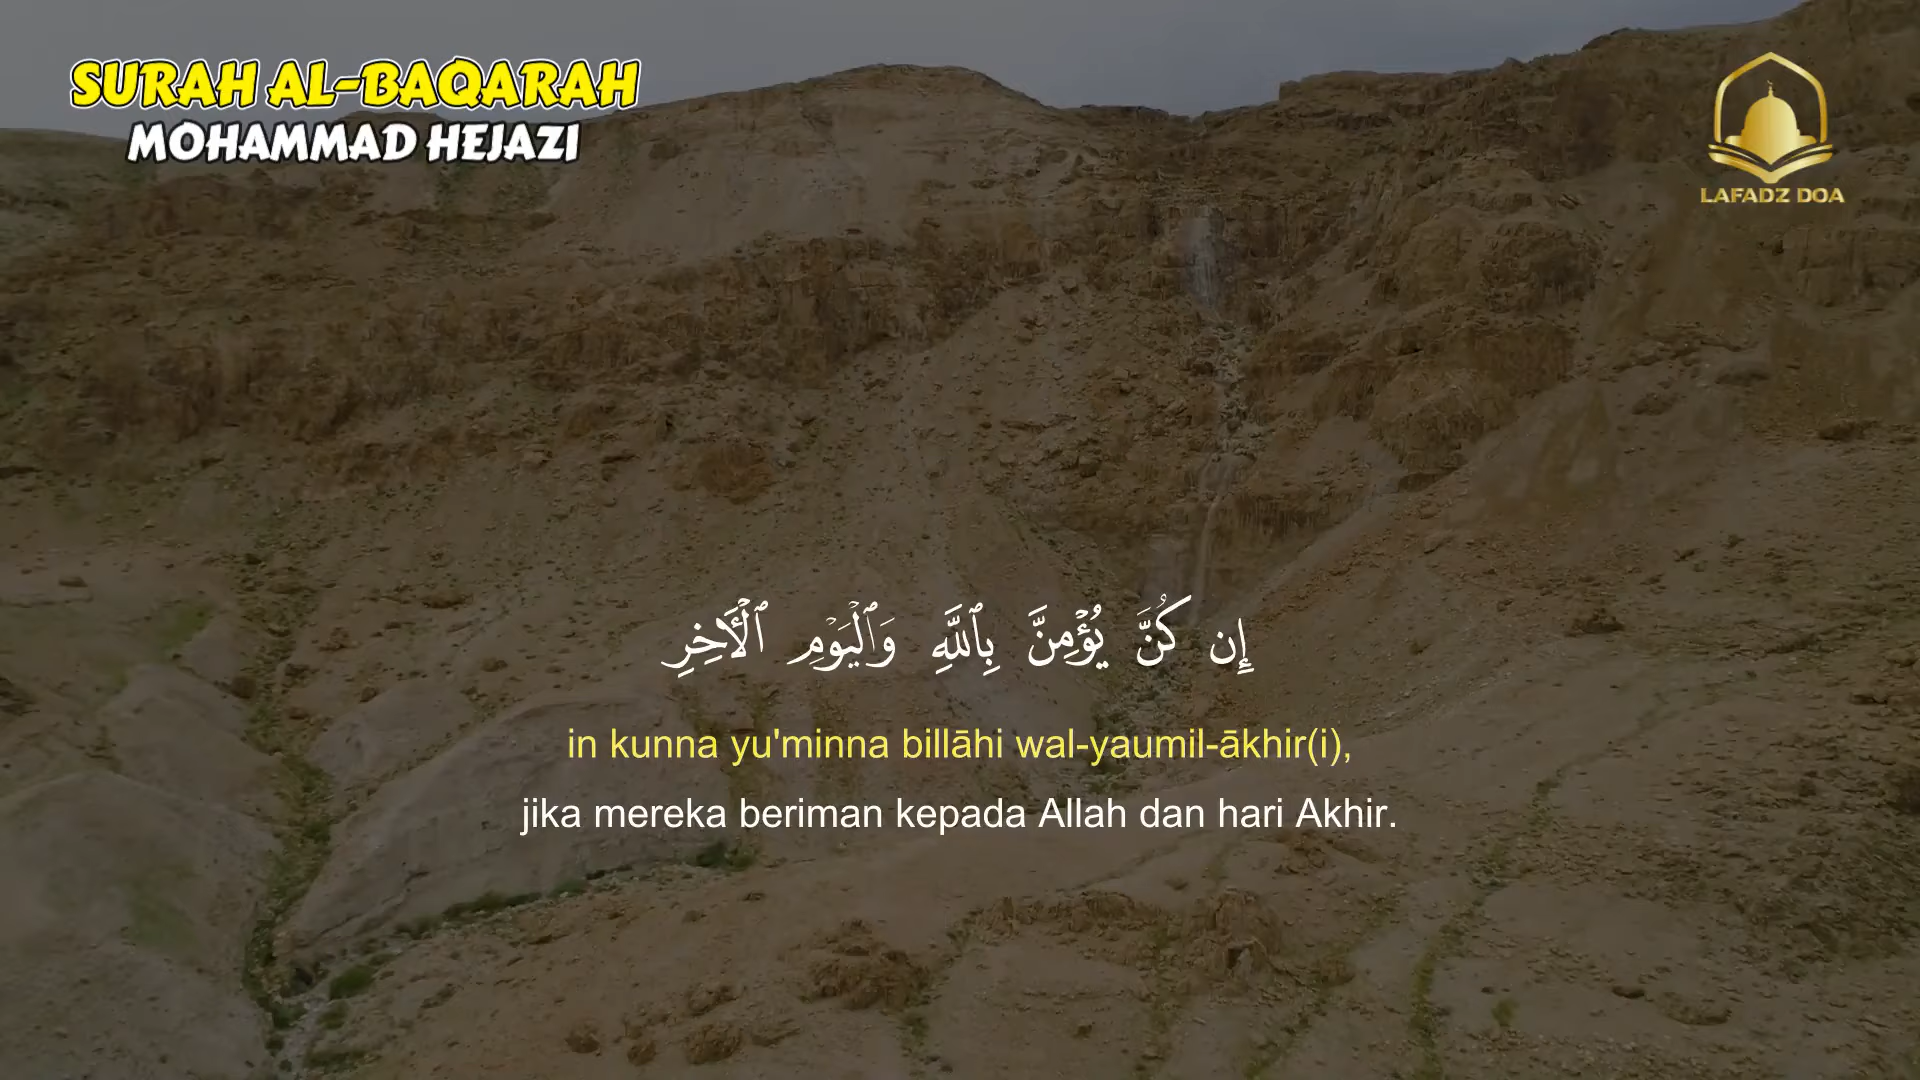 SURAH AL-BAQARAH
MOHAMMAD HEJAZI
LAFADZ DOA
إِن كُنَّ يُؤْمِنَّ بِٱللَّهِ وَٱلْيَوْمِ ٱلْآخِرِ
in kunna yu'minna billāhi wal-yaumil-ākhir(i),
jika mereka beriman kepada Allah dan hari Akhir.